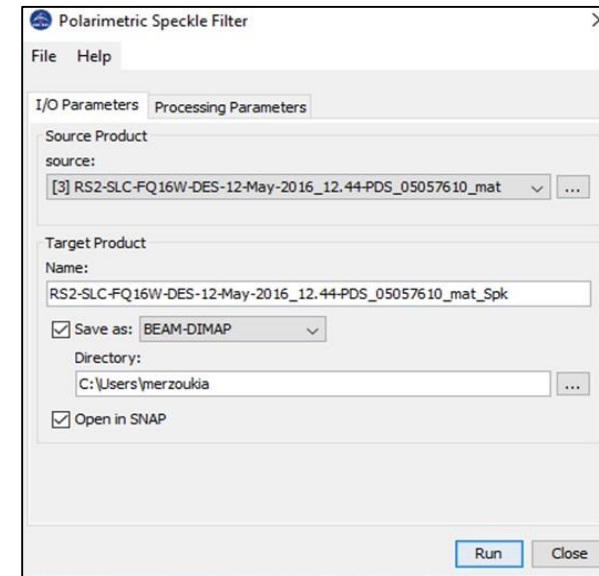 Polarimetric Speckle Filter
File Help
I/O Parameters Processing Parameters
Source Product
source:
[3] RS2-SLC-FQ16W-DES-12-May-2016_12.44-PDS_05057610_mat ...
Target Product
Name:
RS2-SLC-FQ16W-DES-12-May-2016_12.44-PDS_05057610_mat_Spk
Save as: BEAM-DIMAP
Directory:
C:\Users\merzoukia ...
Open in SNAP
Run Close